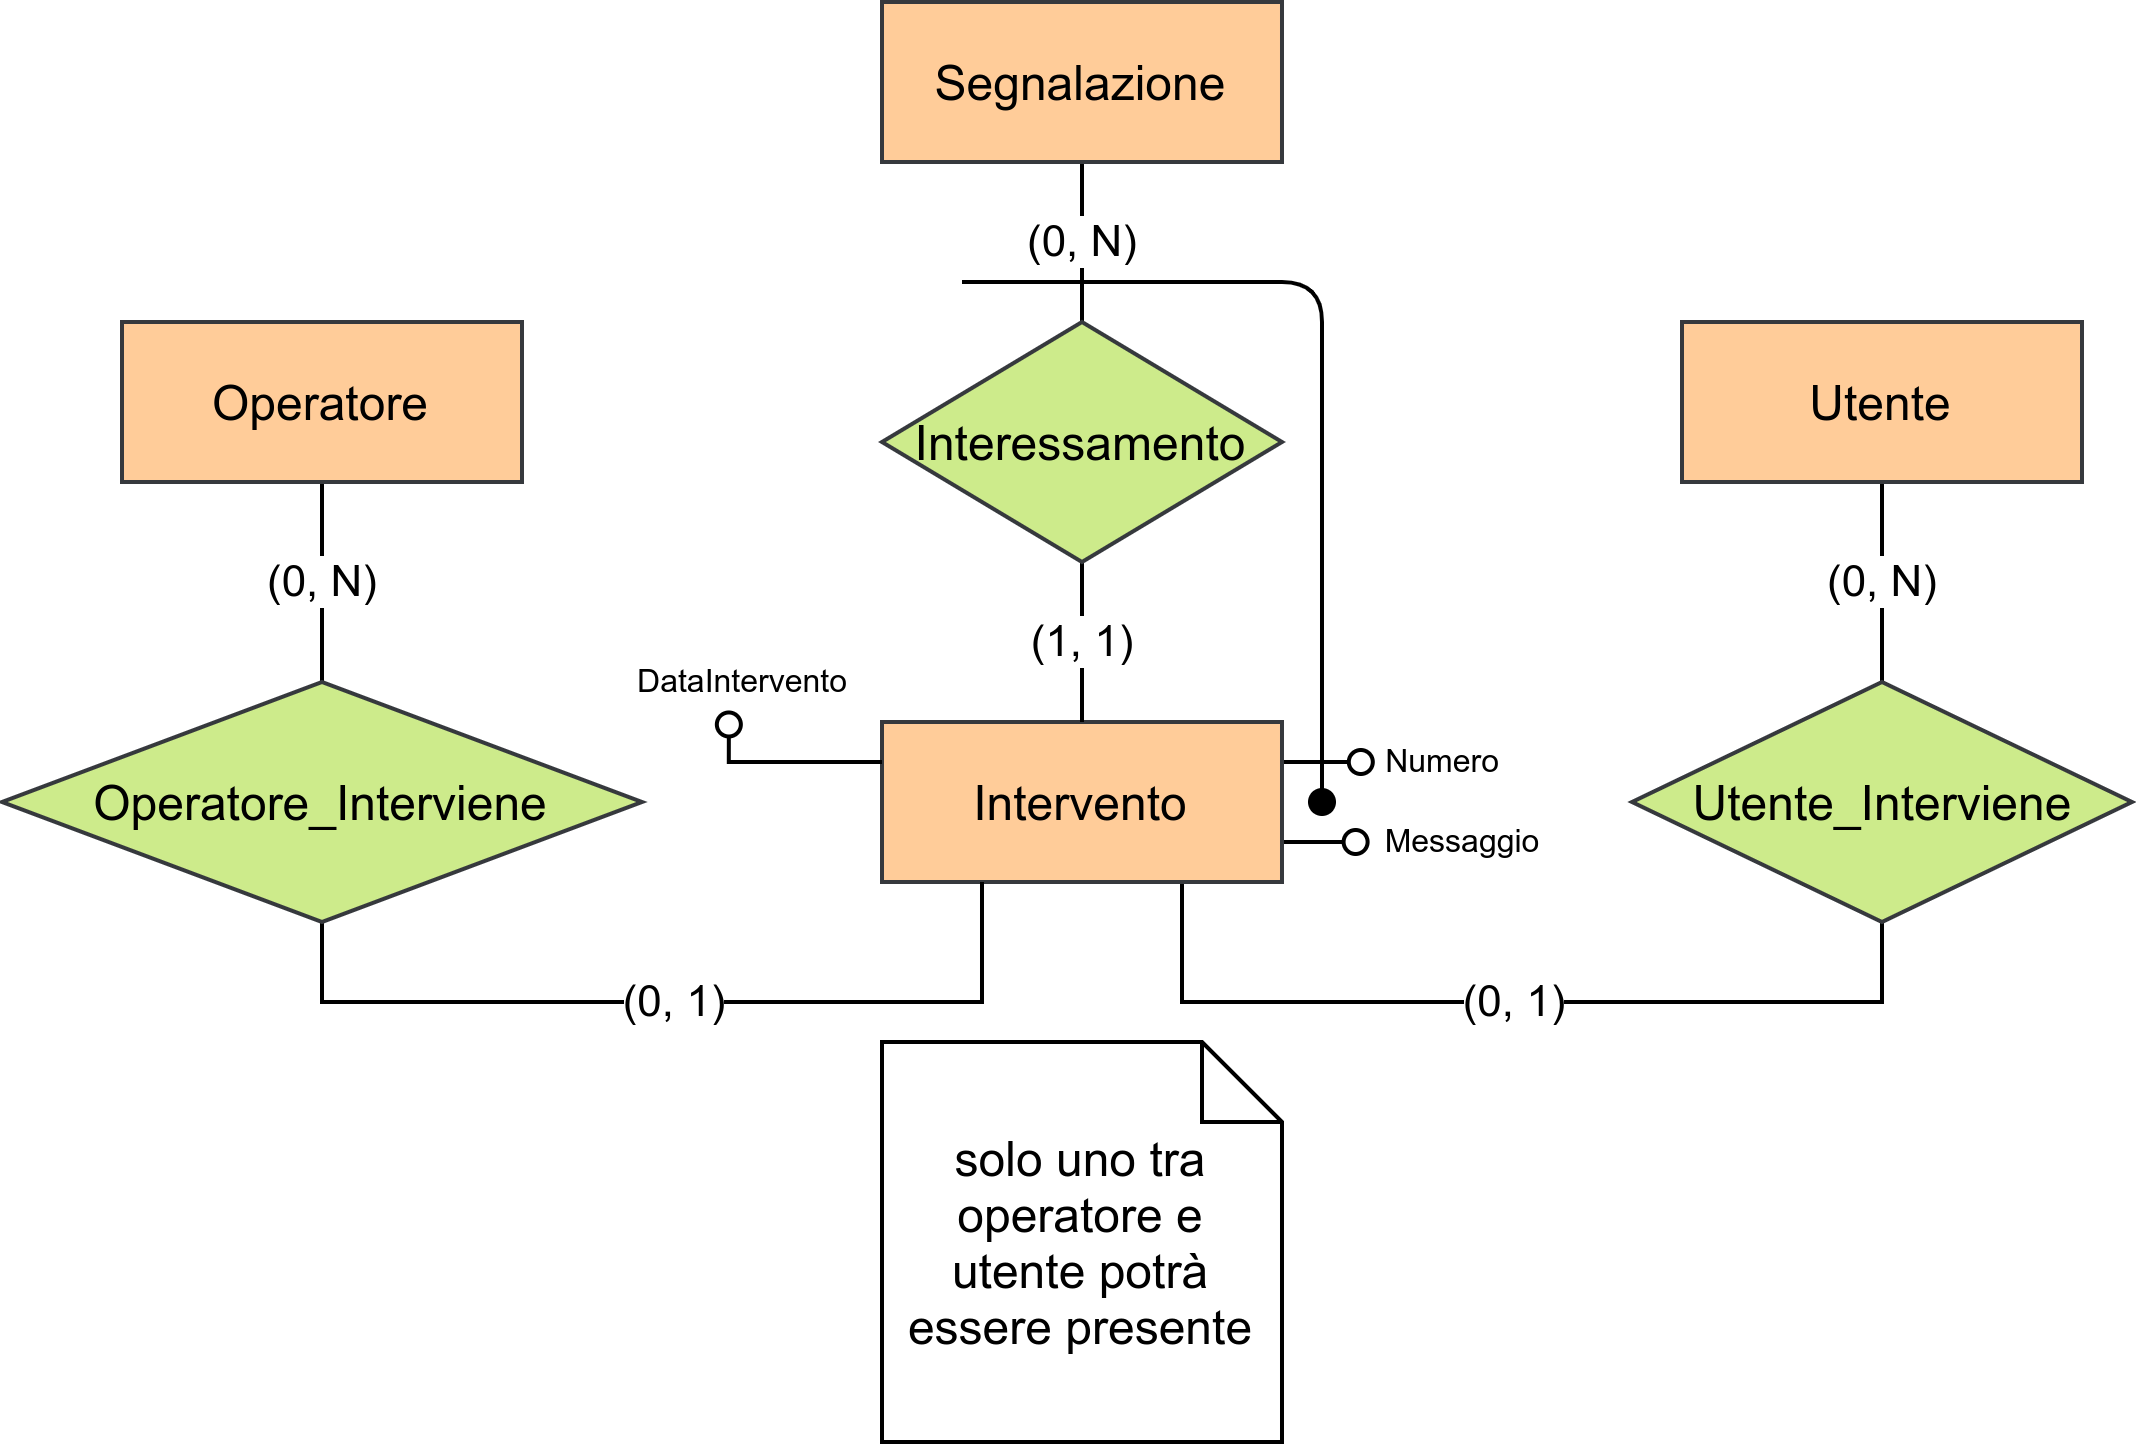 Segnalazione
(0, N)
Operatore
Interessamento
Utente
(0, N)
(0, N)
(1, 1)
DataIntervento
Numero
Operatore_Interviene
Intervento
Utente_Interviene
Messaggio
(0, 1)
(0, 1)
solo uno tra
operatore e
utente potrà
essere presente